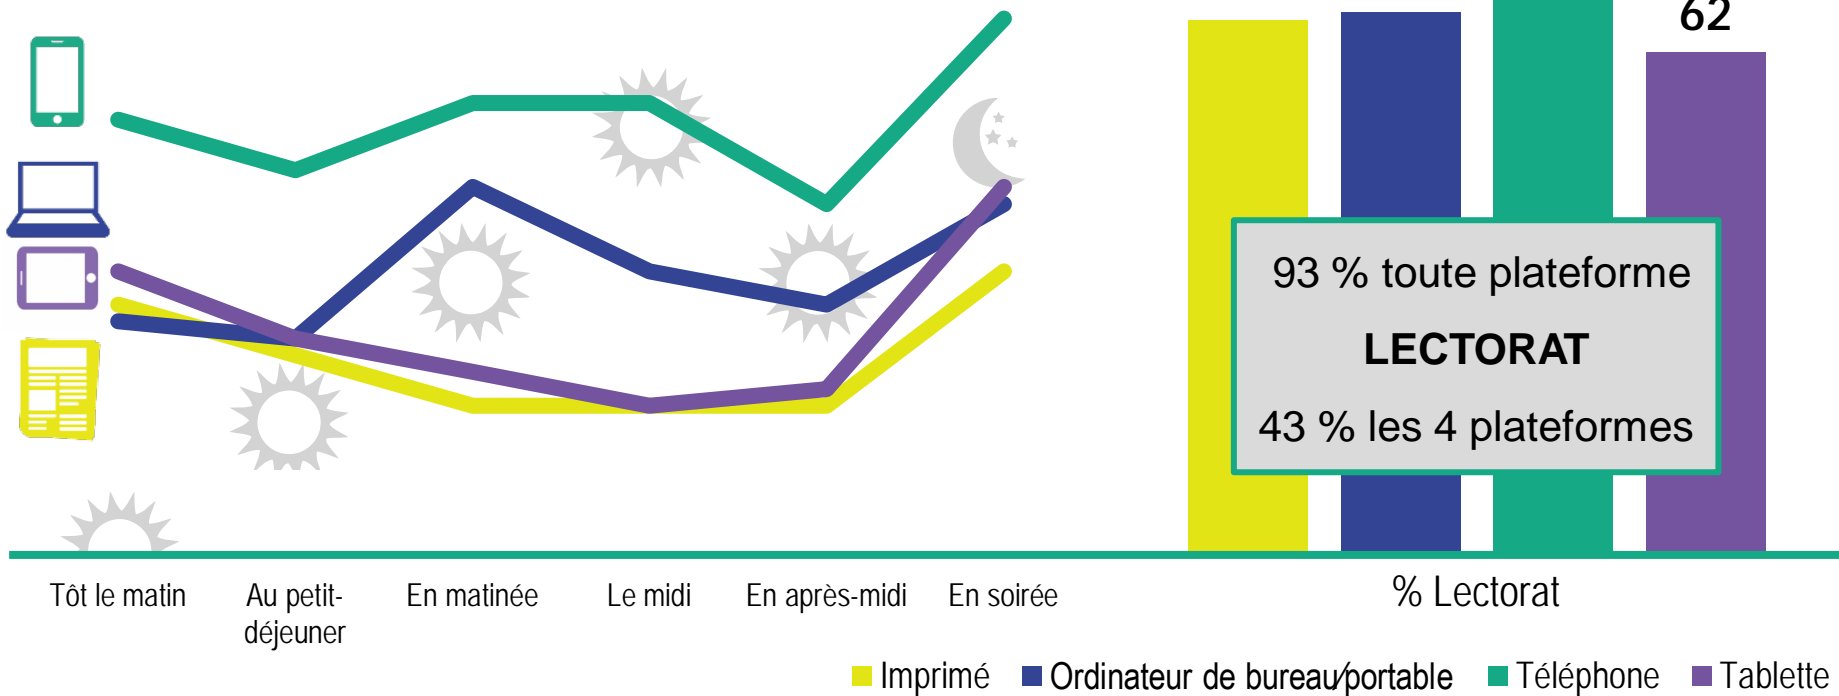 62
93 % toute plateforme
LECTORAT
43 % les 4 plateformes
Tôt le matin
Au petit-
déjeuner
En matinée
Le midi
En après-midi
En soirée
% Lectorat
Imprimé
Ordinateur de bureau/portable
Téléphone
Tablette